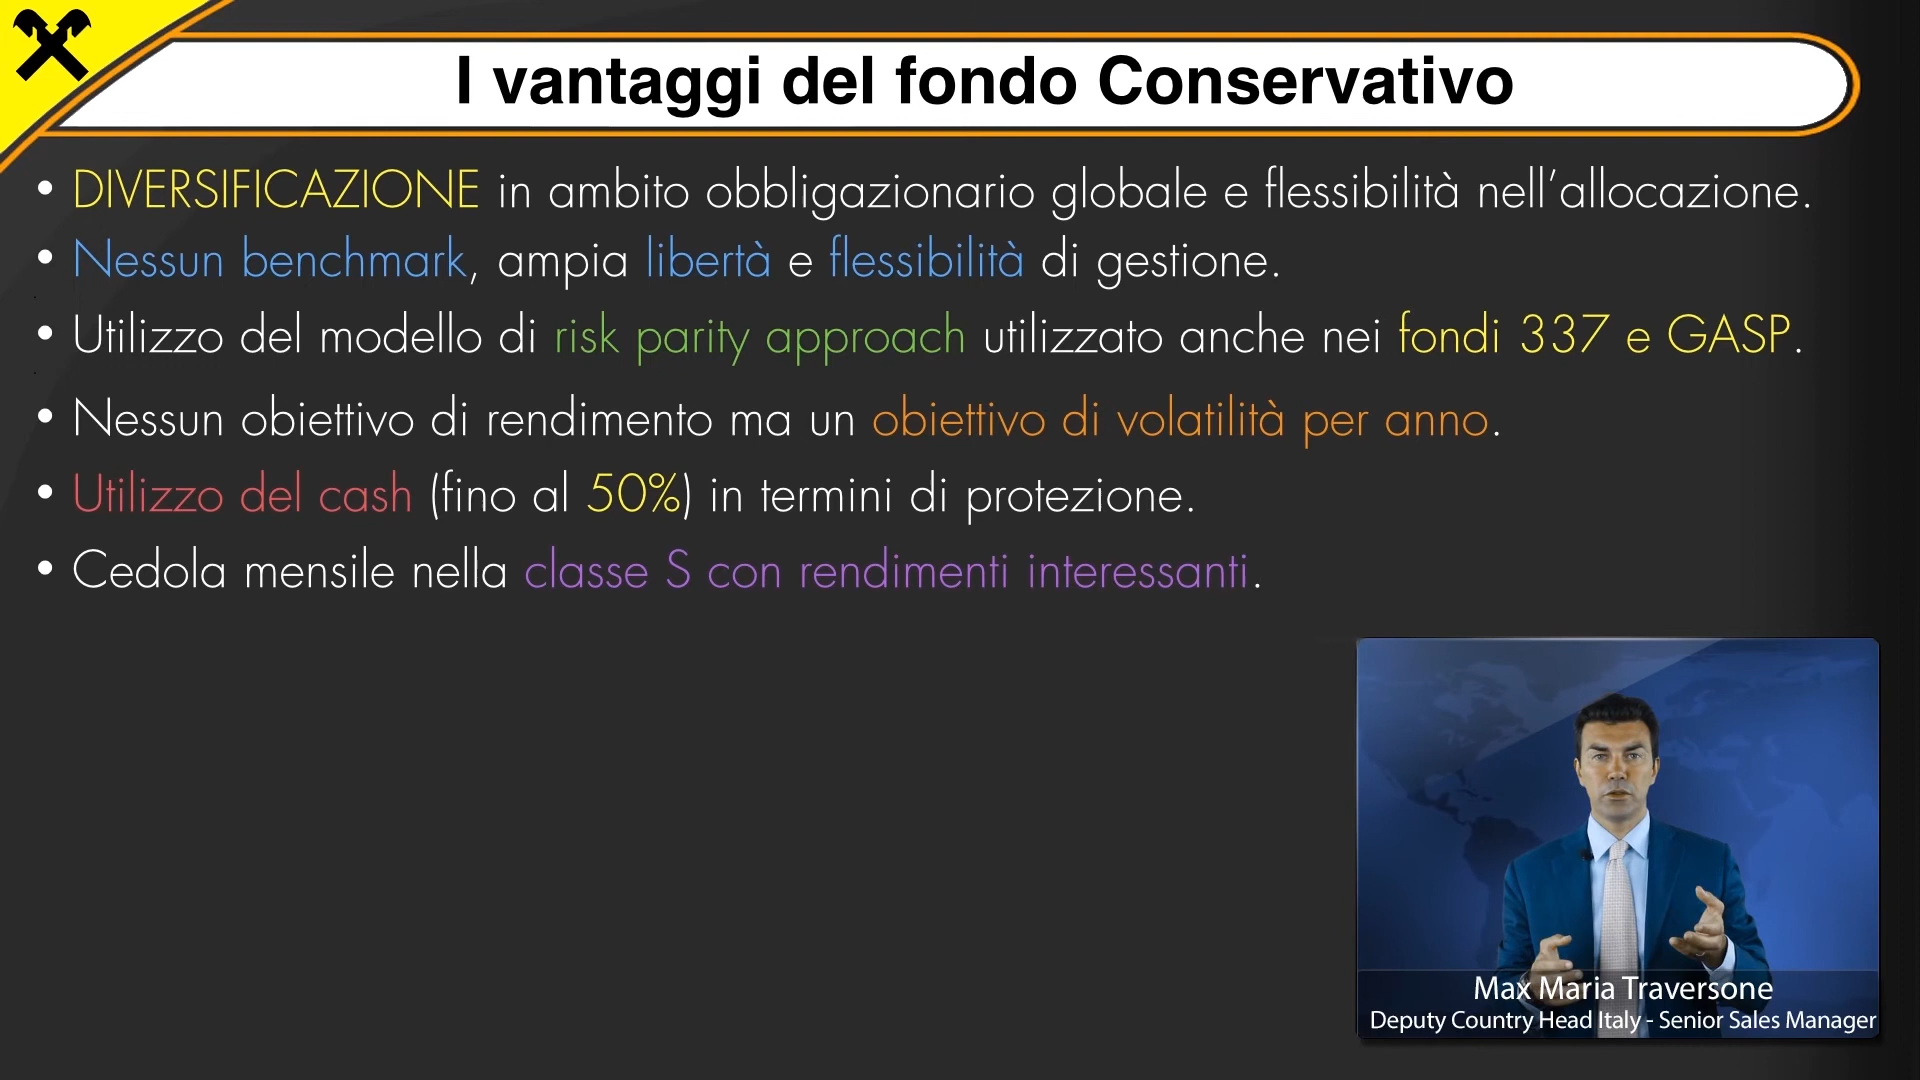 I vantaggi del fondo Conservativo
• DIVERSIFICAZIONE in ambito obbligazionario globale e flessibilità nell’allocazione.
• Nessun benchmark, ampia libertà e flessibilità di gestione.
• Utilizzo del modello di risk parity approach utilizzato anche nei fondi 337 e GASP.
• Nessun obiettivo di rendimento ma un obiettivo di volatilità per anno.
• Utilizzo del cash (fino al 50%) in termini di protezione.
• Cedola mensile nella classe S con rendimenti interessanti.
Max Maria Traversone
Deputy Country Head Italy - Senior Sales Manager